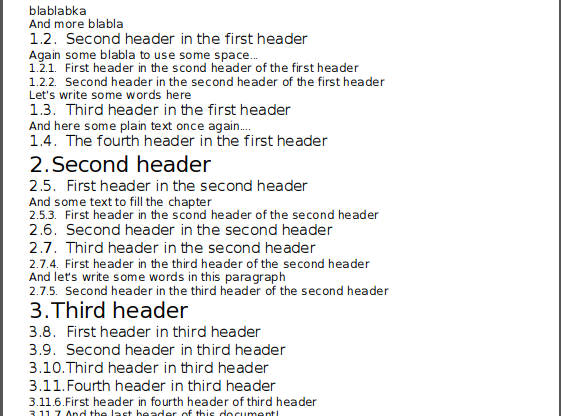 blablabka
And more blabla
1.2. Second header in the first header
Again some blabla to use some space...
1.2.1. First header in the scond header of the first header
1.2.2. Second header in the second header of the first header
Let's write some words here
1.3. Third header in the first header
And here some plain text once again....
1.4. The fourth header in the first header
2.Second header
2.5. First header in the second header
And some text to fill the chapter
2.5.3. First header in the scond header of the second header
2.6. Second header in the second header
2.7. Third header in the second header
2.7.4. First header in the third header of the second header
And let's write some words in this paragraph
2.7.5. Second header in the third header of the second header
3.Third header
3.8. First header in third header
3.9. Second header in third header
3.10.Third header in third header
3.11.Fourth header in third header
3.11.6.First header in fourth header of third header
3.11.7.And the last header of this document!